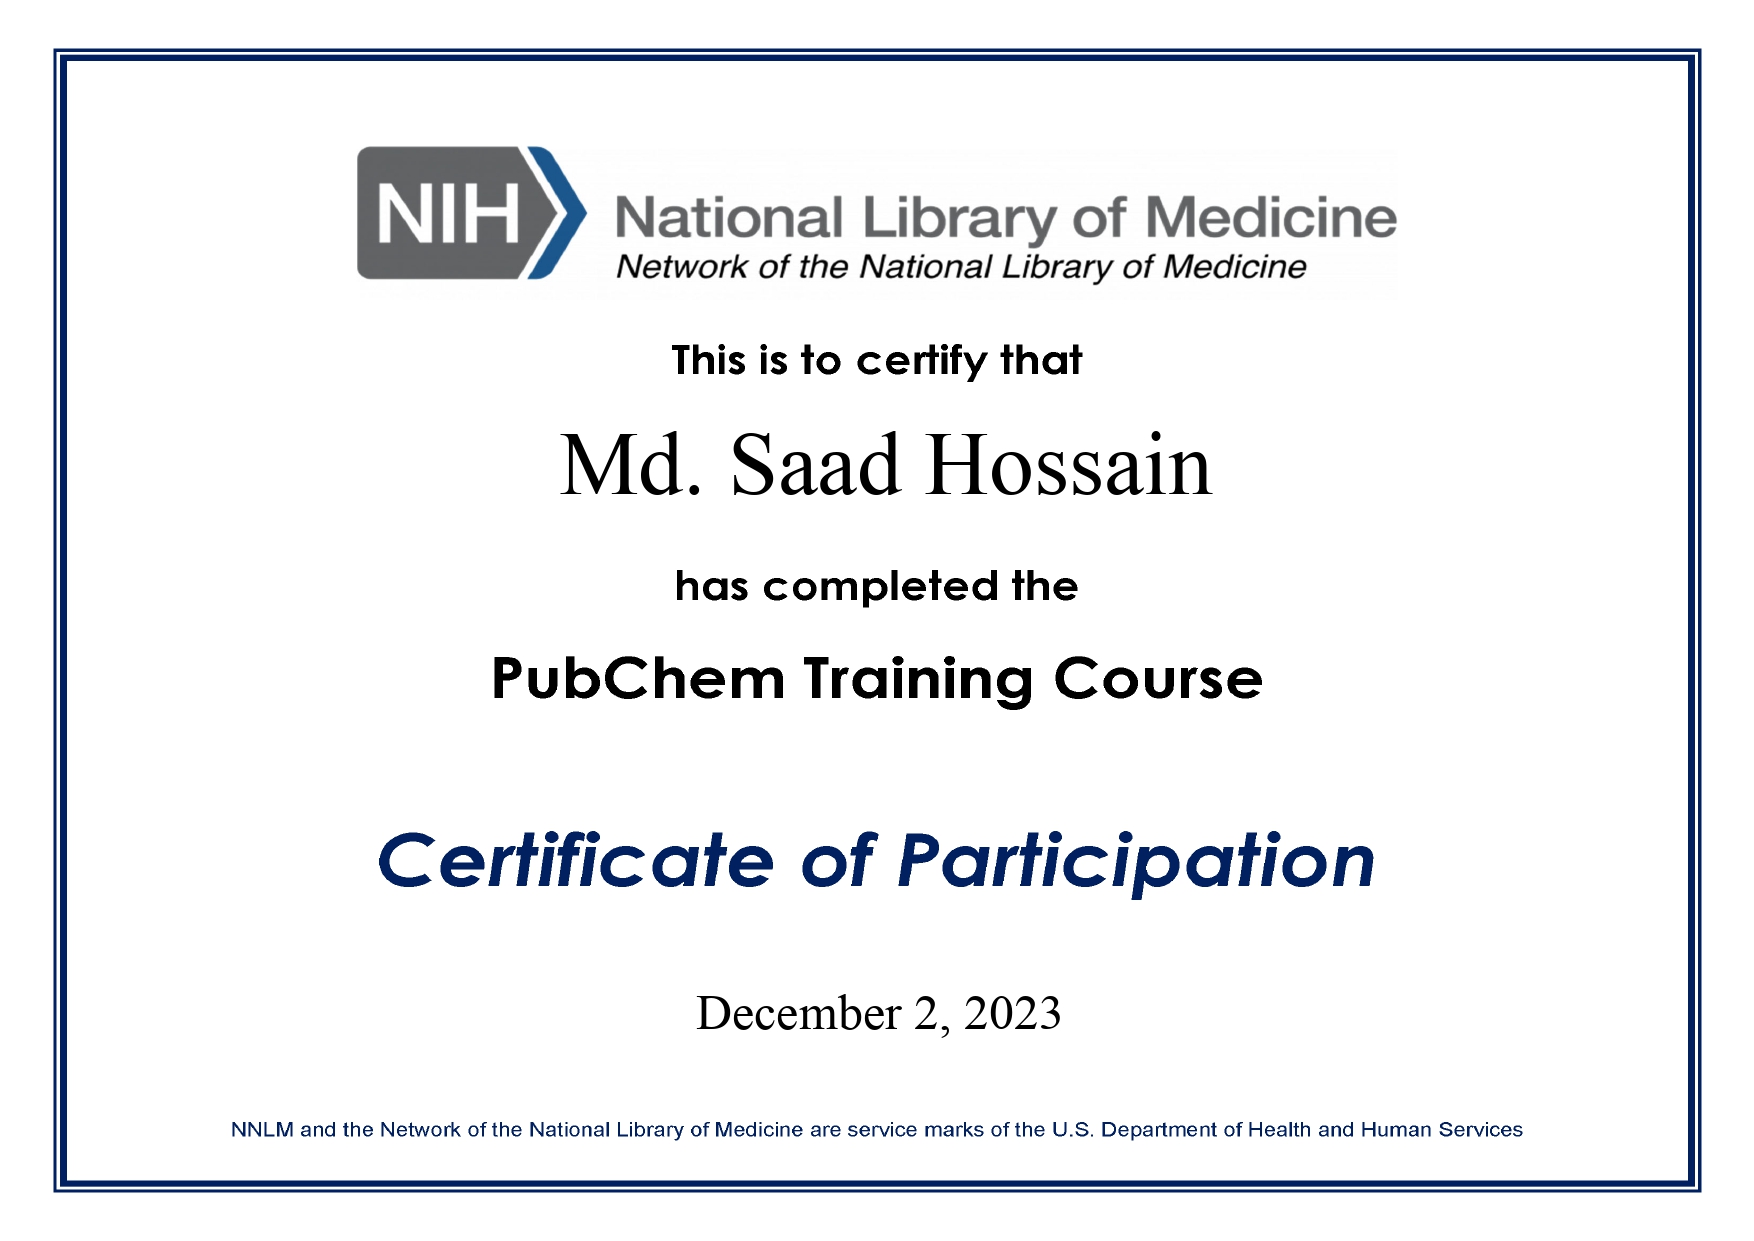 NIH
National Library of Medicine
Network of the National Library of Medicine
This is to certify that
Md. Saad Hossain
has completed the
PubChem Training Course
Certificate of Participation
December 2, 2023
NNLM and the Network of the National Library of Medicine are service marks of the U.S. Department of Health and Human Services